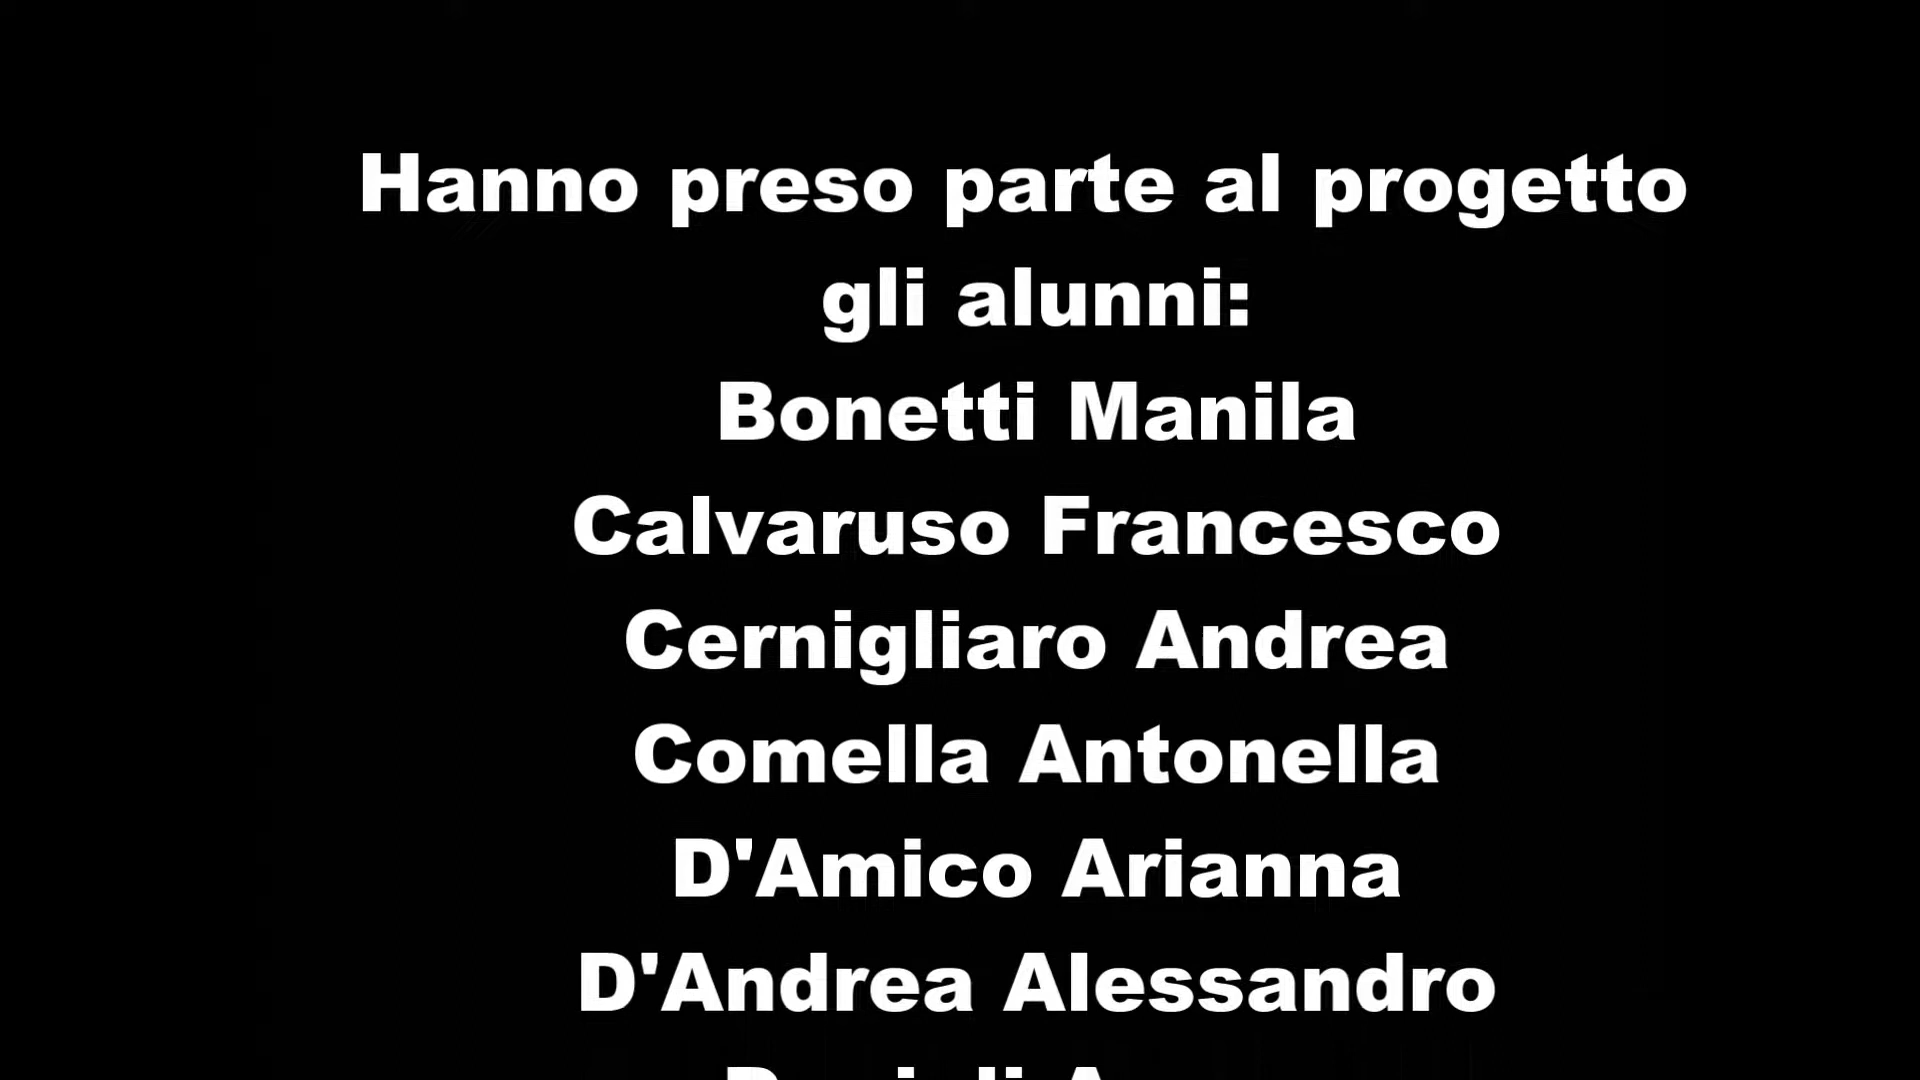 Hanno preso parte al progetto
gli alunni:
Bonetti Manila
Calvaruso Francesco
Cernigliaro Andrea
Comella Antonella
D'Amico Arianna
D'Andrea Alessandro